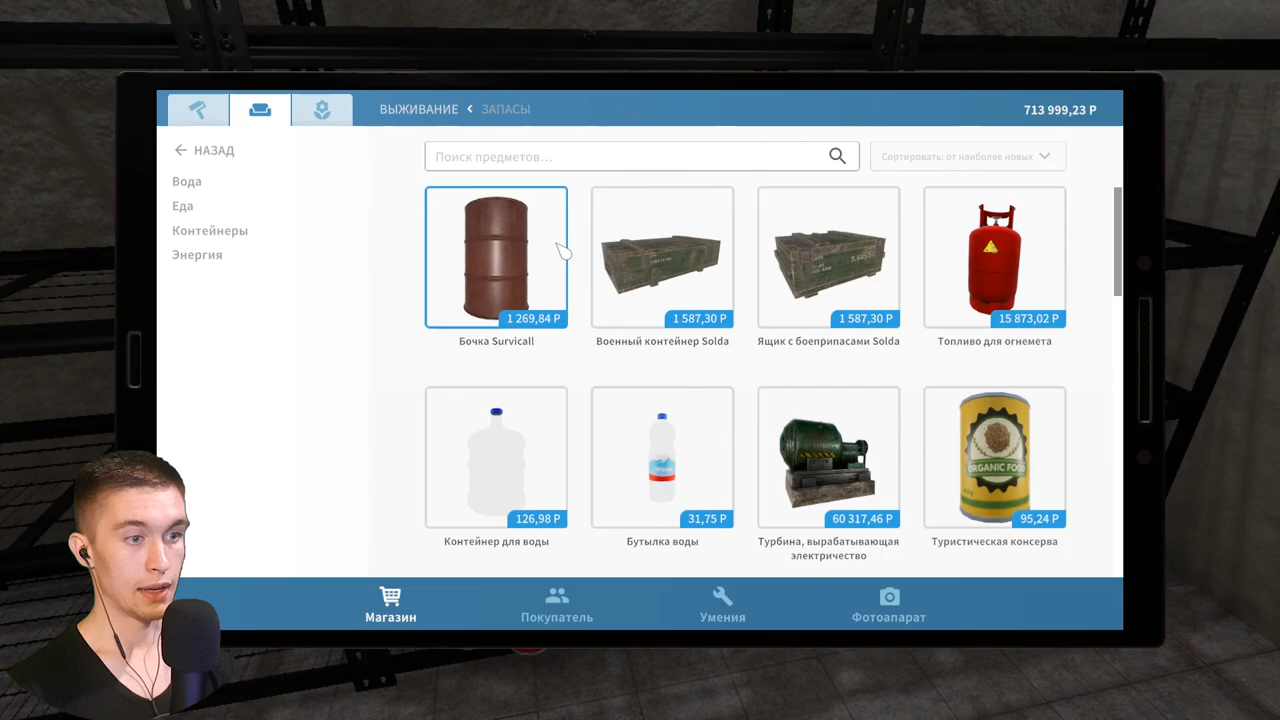 ВЫЖИВАНИЕ < ЗАПАСЫ
713 999,23 Р
НАЗАД
Поиск предметов...
Сортировать: от наиболее новых
Вода
Еда
Контейнеры
Энергия
1 269,84 Р
1 587,30 Р
1 587,30 Р
15 873,02 Р
Бочка Survicall
Военный контейнер Solda
Ящик с боеприпасами Solda
Топливо для огнемета
ORGANIC FOOD
126,98 Р
31,75 Р
60 317,46 Р
95,24 Р
Контейнер для воды
Бутылка воды
Турбина, вырабатывающая
электричество
Туристическая консерва
Магазин
Покупатель
Умения
Фотоапарат